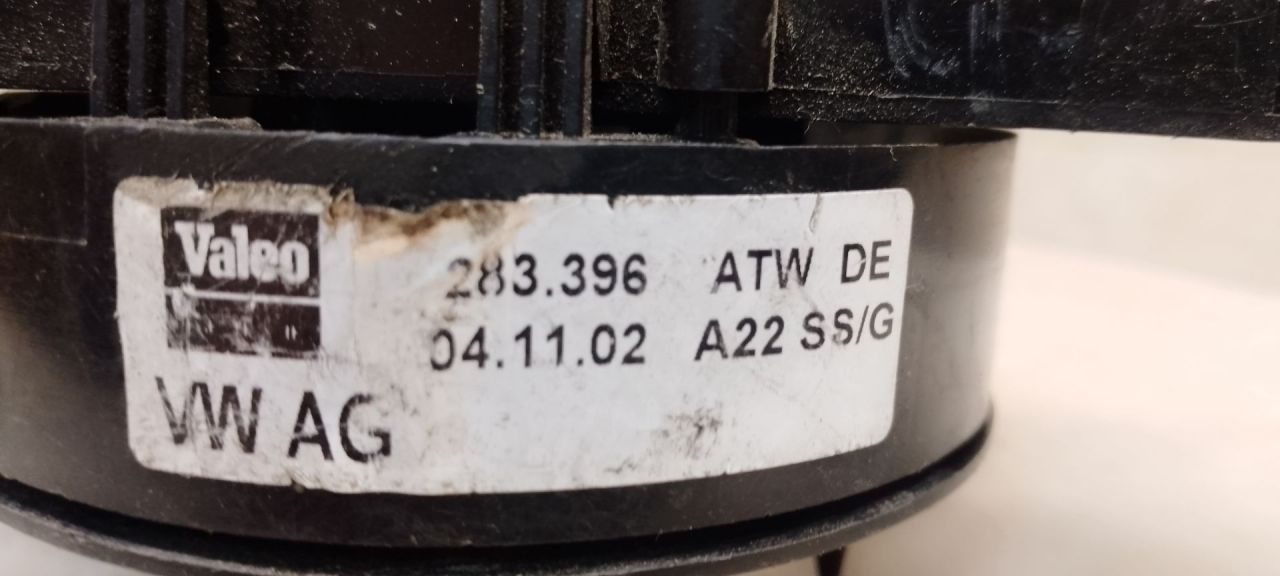 Valeo
283.396 ATW DE
04.11.02 A22 SS/G
VW AG